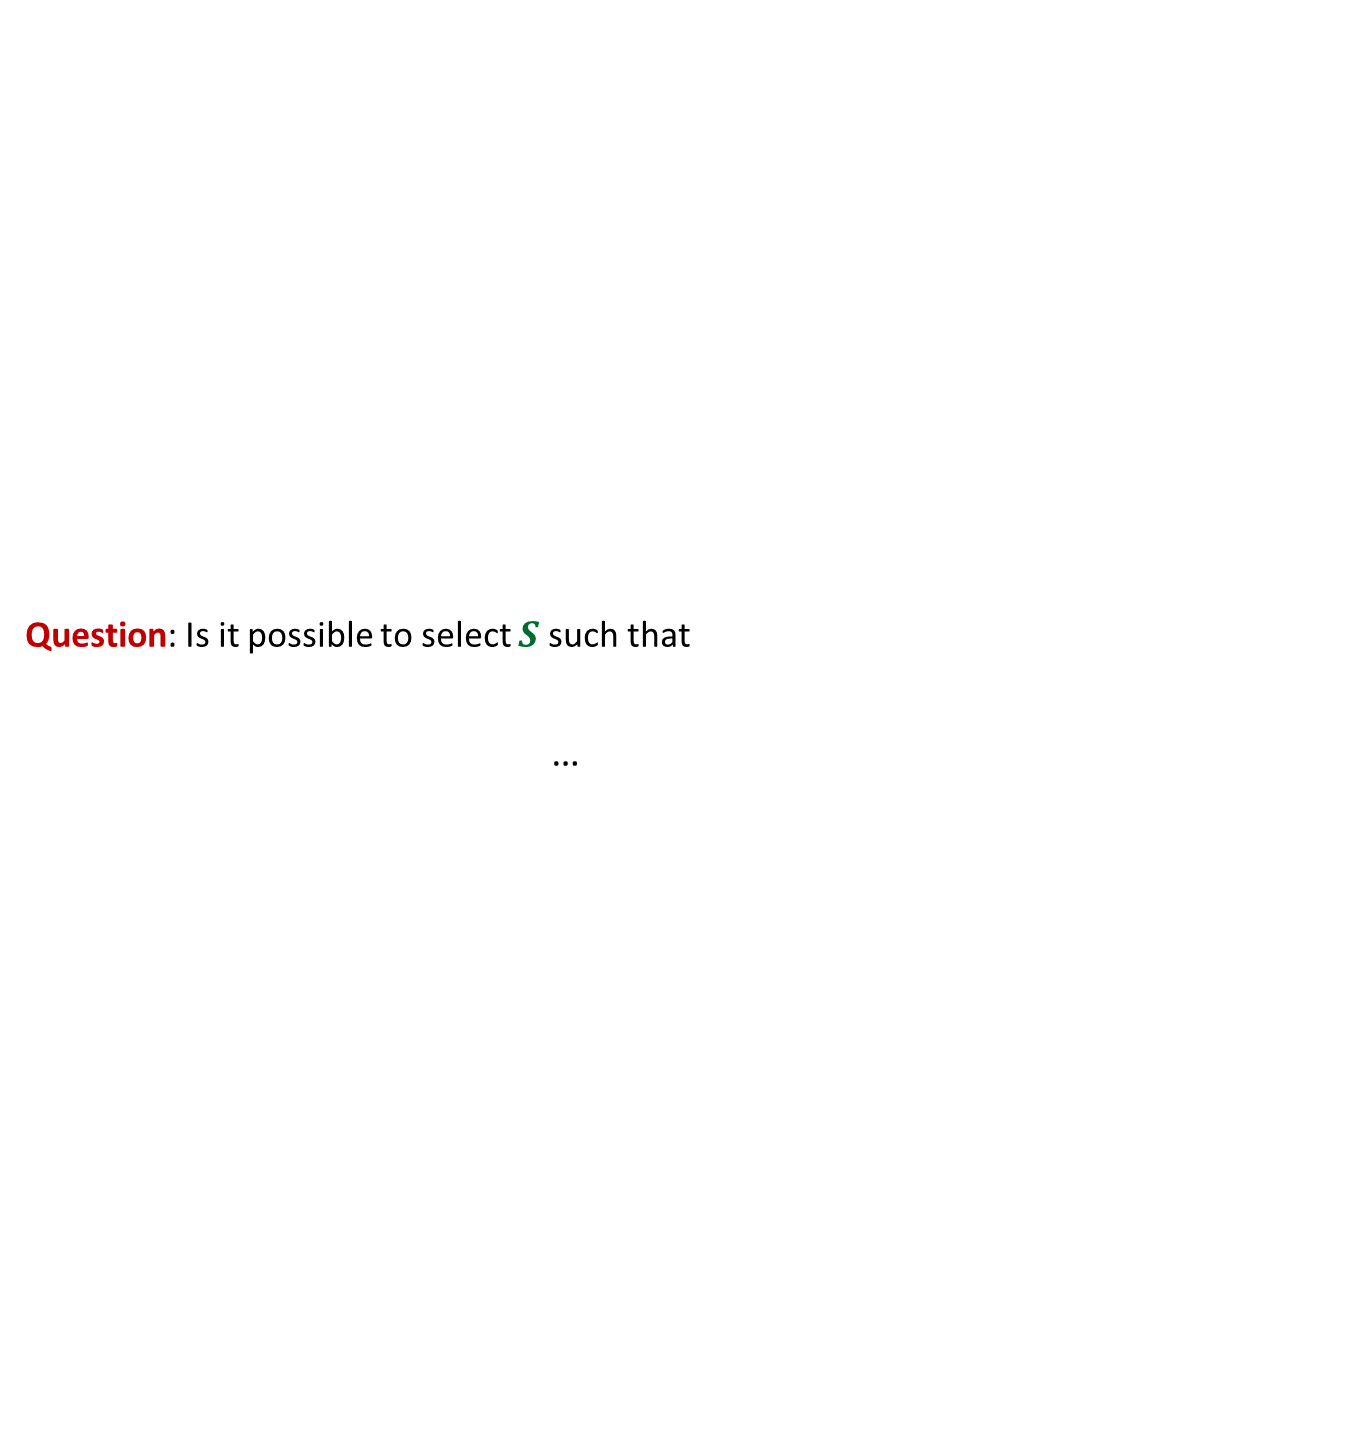 Question: Is it possible to select S such that
...